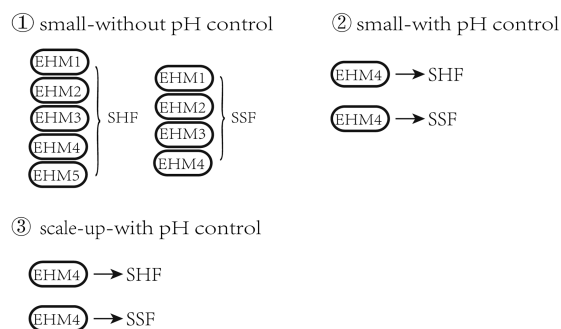 ① small-without pH control
EHM1
EHM2
EHM3
EHM4
EHM5
SHF
EHM1
EHM2
EHM3
EHM4
SSF
② small-with pH control
EHM4 → SHF
EHM4 → SSF
③ scale-up-with pH control
EHM4 → SHF
EHM4 → SSF